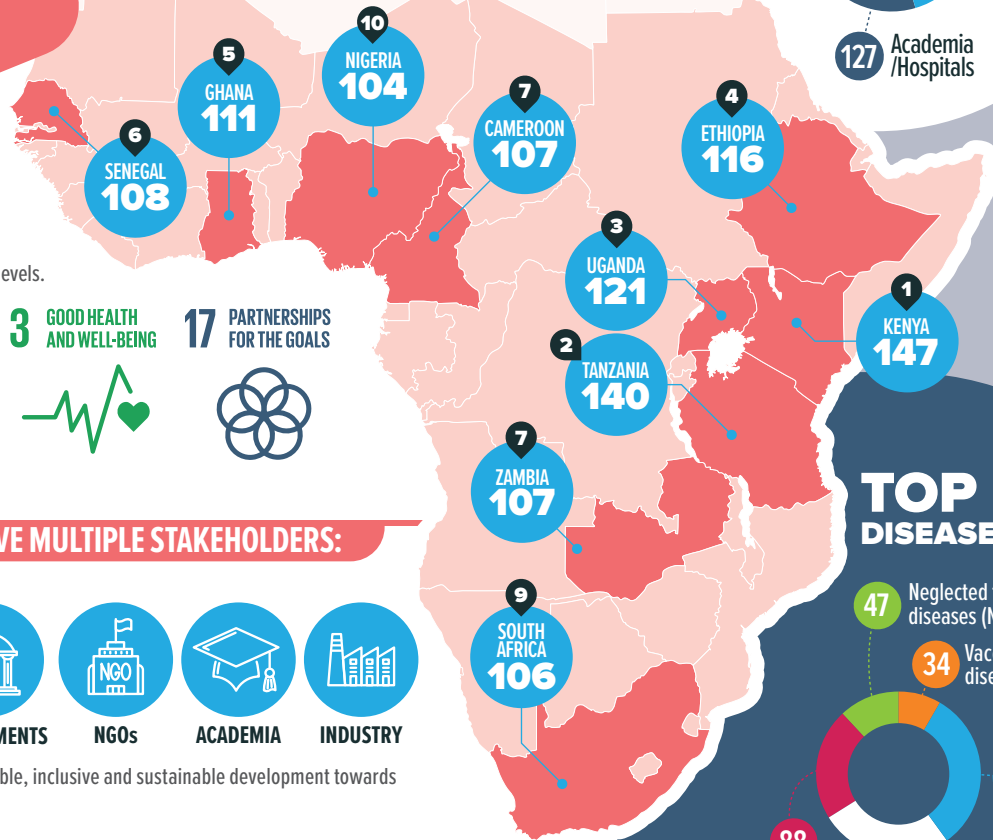 127
Academia
/Hospitals
10
NIGERIA
104
5
GHANA
111
7
CAMEROON
107
4
ETHIOPIA
116
6
SENEGAL
108
3
UGANDA
121
1
KENYA
147
2
TANZANIA
140
7
ZAMBIA
107
9
SOUTH
AFRICA
106
evels.
3 GOOD HEALTH
AND WELL-BEING
17 PARTNERSHIPS
FOR THE GOALS
VE MULTIPLE STAKEHOLDERS:
NGO
MENTS
NGOs
ACADEMIA
INDUSTRY
ble, inclusive and sustainable development towards
TOP
DISEASE
47
Neglected
diseases (N
34
Vac
dise